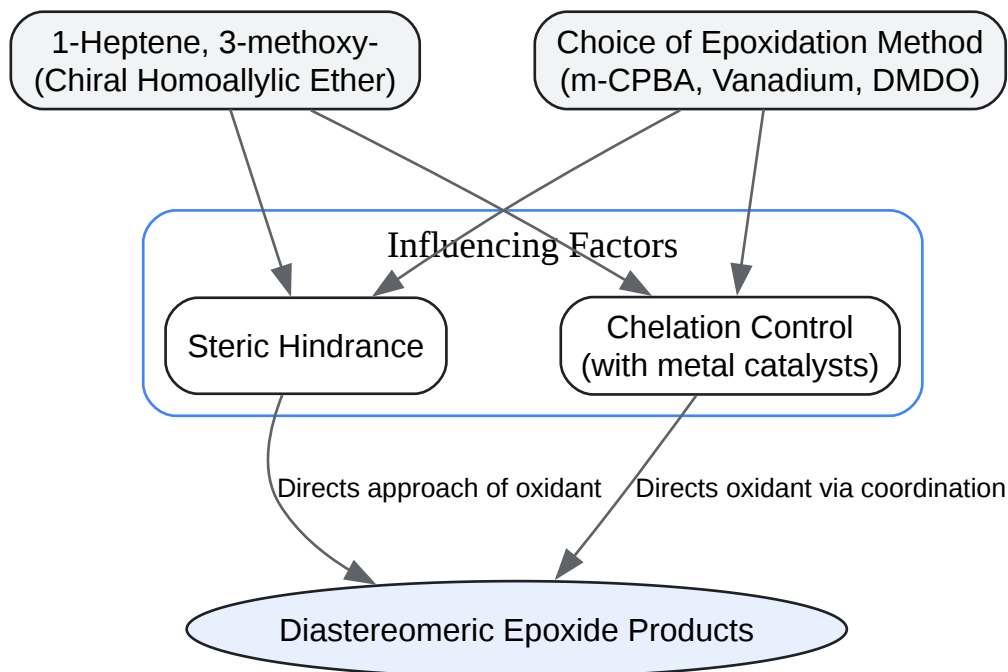 1-Heptene, 3-methoxy-
(Chiral Homoallylic Ether)
Choice of Epoxidation Method
(m-CPBA, Vanadium, DMDO)
Influencing Factors
Steric Hindrance
Chelation Control
(with metal catalysts)
Directs approach of oxidant
Directs oxidant via coordination
Diastereomeric Epoxide Products